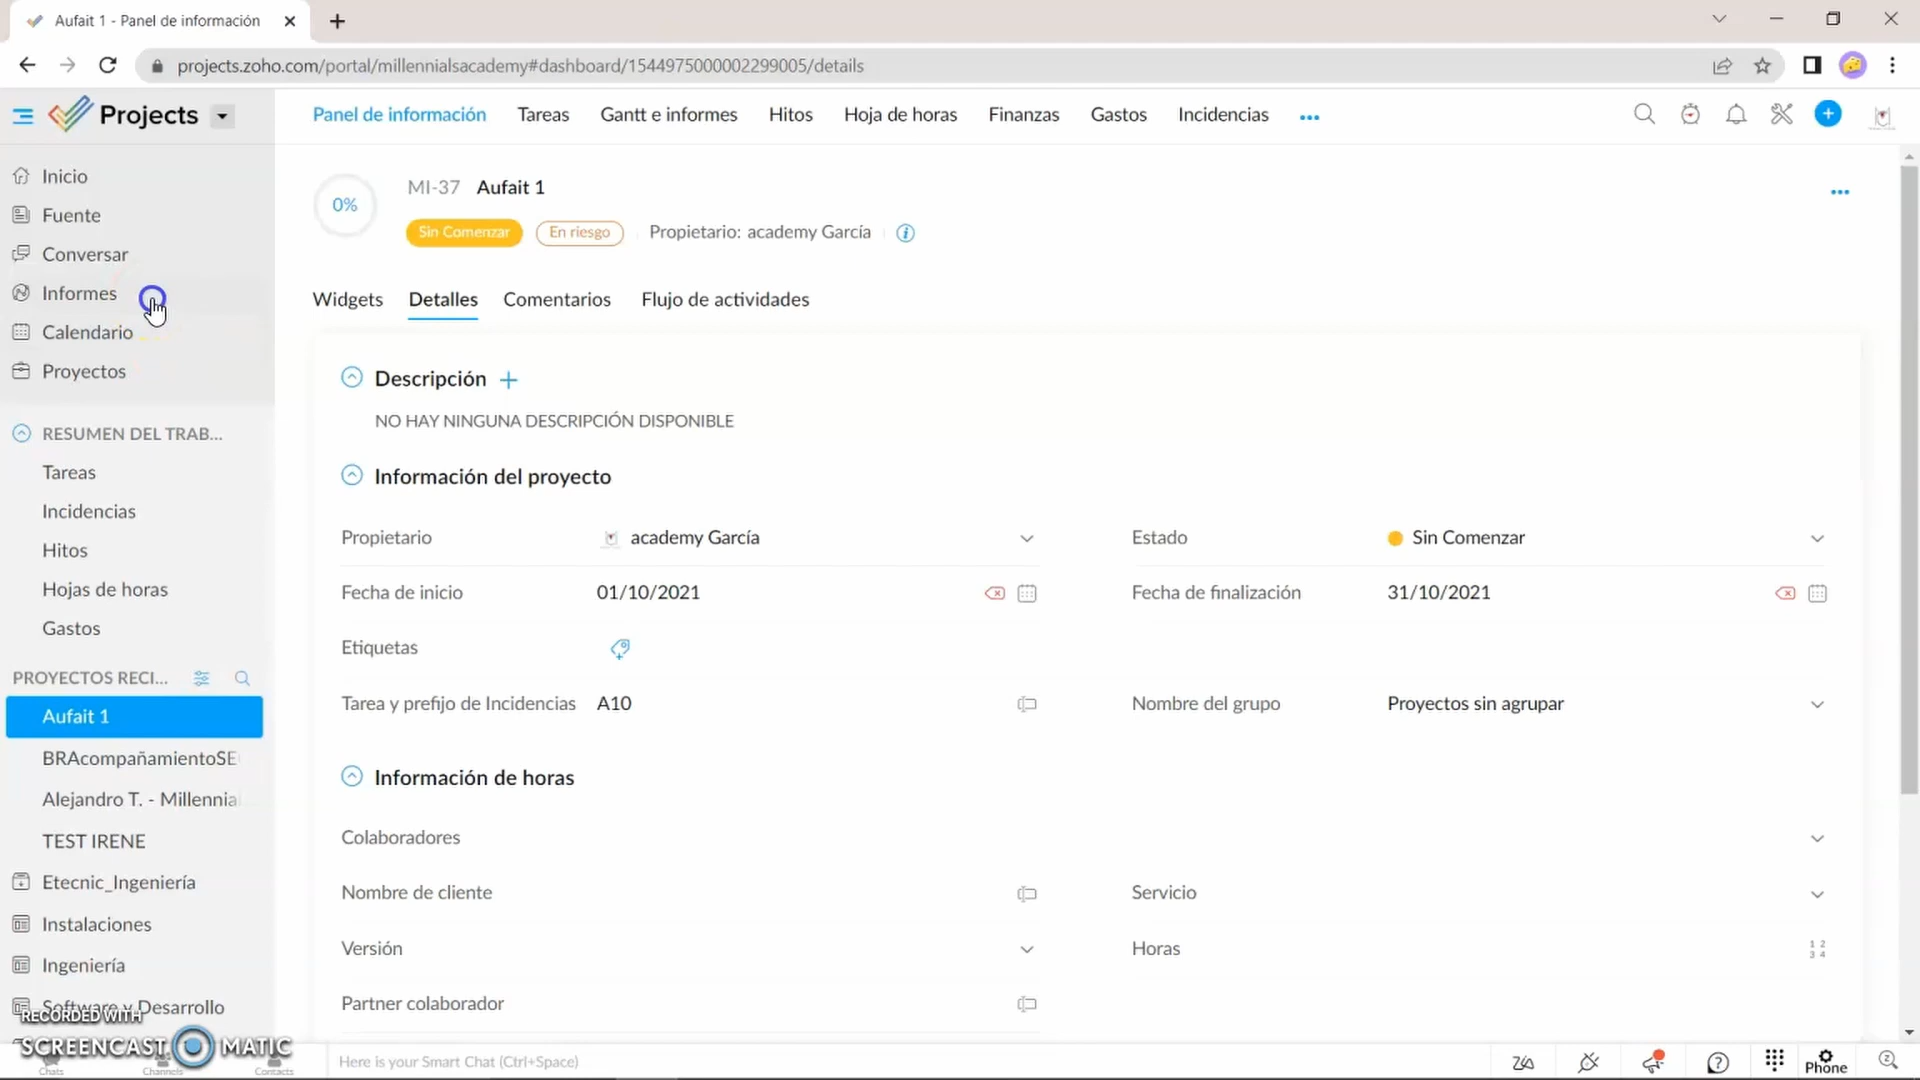 Aufait 1 - Panel de información
projects.zoho.com/portal/millennialsacademy#dashboard/1544975000002299005/details
Projects
Panel de información Tareas Gantt e informes Hitos Hoja de horas Finanzas Gastos Incidencias
Inicio
Fuente
Conversar
Informes
Calendario
Proyectos
RESUMEN DEL TRAB...
Tareas
Incidencias
Hitos
Hojas de horas
Gastos
PROYECTOS RECI...
Aufait 1
BRAcompañamientoSE
Alejandro T. - Millennia
TEST IRENE
Etecnic_Ingeniería
Instalaciones
Ingeniería
Software y Desarrollo
0%
MI-37 Aufait 1
Sin Comenzar En riesgo Propietario: academy García
Widgets Detalles Comentarios Flujo de actividades
Descripción
NO HAY NINGUNA DESCRIPCIÓN DISPONIBLE
Información del proyecto
Propietario academy García Estado Sin Comenzar
Fecha de inicio 01/10/2021 Fecha de finalización 31/10/2021
Etiquetas
Tarea y prefijo de Incidencias A10 Nombre del grupo Proyectos sin agrupar
Información de horas
Colaboradores
Nombre de cliente Servicio
Versión Horas
Partner colaborador
RECORDED WITH
SCREENCAST MATIC
Chats Channels Contacts
Here is your Smart Chat (Ctrl+Space)
Phone